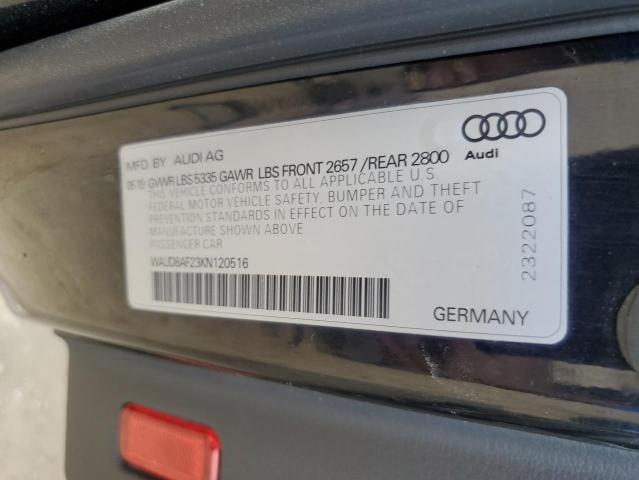 MFD. BY AUDI AG
06-19 GVWR LBS 5335 GAWR LBS FRONT 2657 /REAR 2800
THIS VEHICLE CONFORMS TO ALL APPLICABLE U.S.
FEDERAL MOTOR VEHICLE SAFETY, BUMPER AND THEFT
PREVENTION STANDARDS IN EFFECT ON THE DATE OF
MANUFACTURE SHOWN ABOVE
PASSENGER CAR
WAUD8AF23KN120516
Audi
2322087
GERMANY